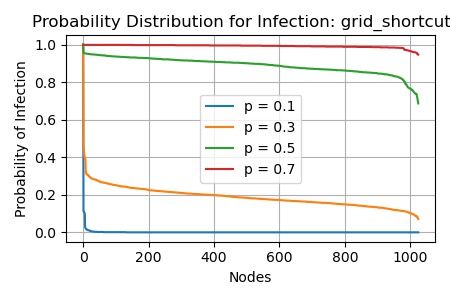 Probability Distribution for Infection: grid_shortcut
1.0
0.8
0.6
0.4
0.2
0.0
Probability of Infection
p = 0.1
p = 0.3
p = 0.5
p = 0.7
0 200 400 600 800 1000
Nodes